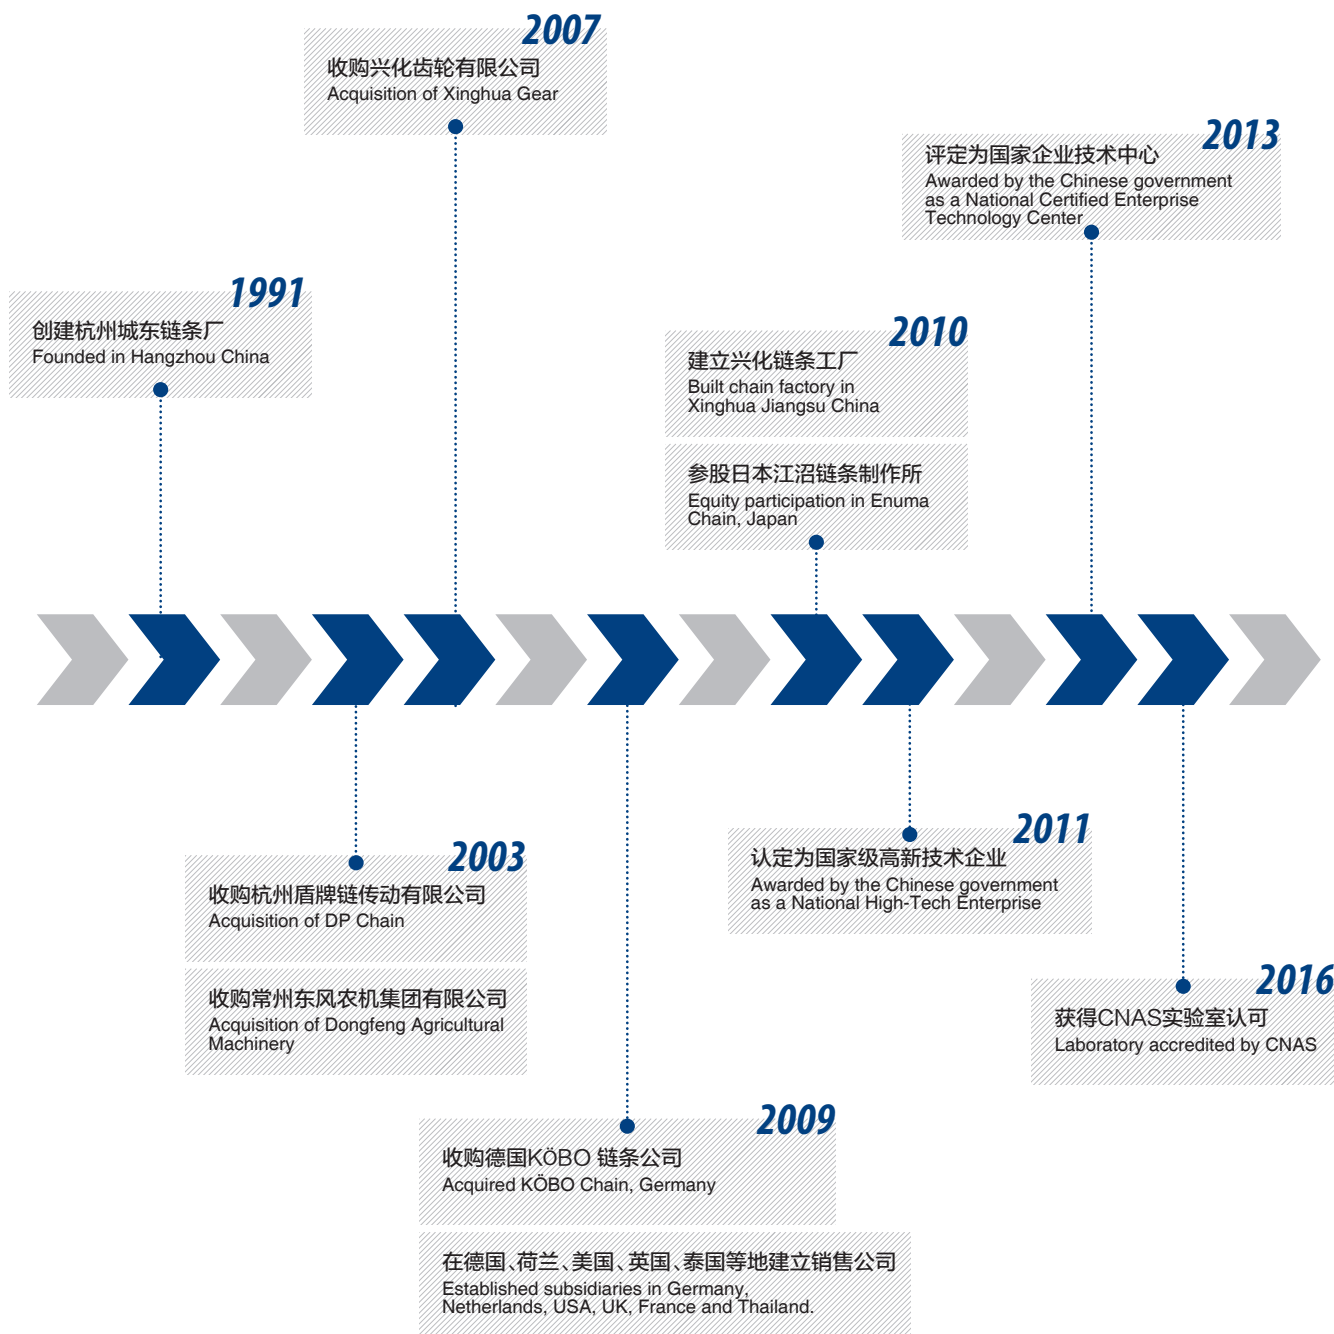 2007
收购兴化齿轮有限公司
Acquisition of Xinghua Gear
2013
评定为国家企业技术中心
Awarded by the Chinese government
as a National Certified Enterprise
Technology Center
1991
创建杭州城东链条厂
Founded in Hangzhou China
2010
建立兴化链条工厂
Built chain factory in
Xinghua Jiangsu China
参股日本江沼链条制作所
Equity participation in Enuma
Chain, Japan
2003
收购杭州盾牌链传动有限公司
Acquisition of DP Chain
收购常州东风农机集团有限公司
Acquisition of Dongfeng Agricultural
Machinery
2011
认定为国家级高新技术企业
Awarded by the Chinese government
as a National High-Tech Enterprise
2016
获得CNAS实验室认可
Laboratory accredited by CNAS
2009
收购德国KÖBO 链条公司
Acquired KÖBO Chain, Germany
在德国、荷兰、美国、英国、泰国等地建立销售公司
Established subsidiaries in Germany,
Netherlands, USA, UK, France and Thailand.